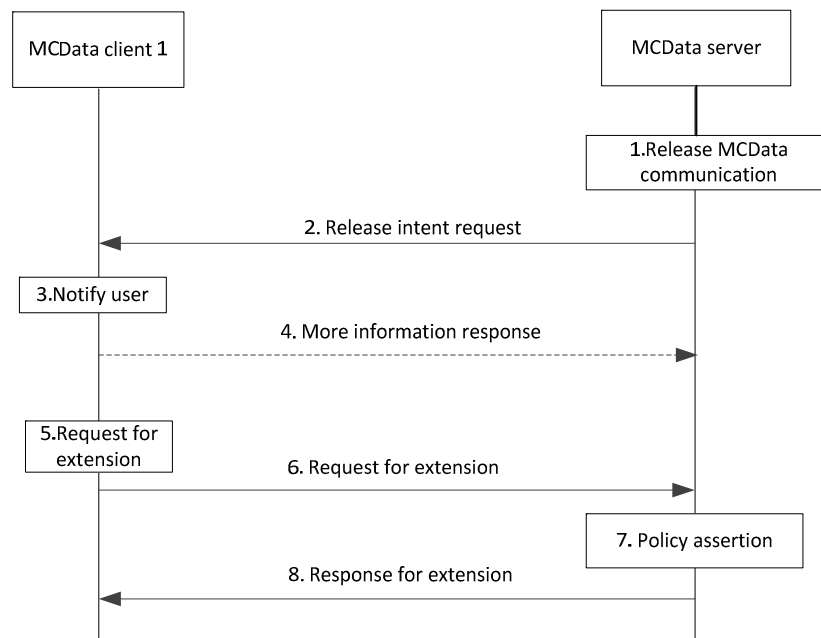 MCData client 1
MCData server
1.Release MCData
communication
2. Release intent request
3.Notify user
4. More information response
5.Request for
extension
6. Request for extension
7. Policy assertion
8. Response for extension